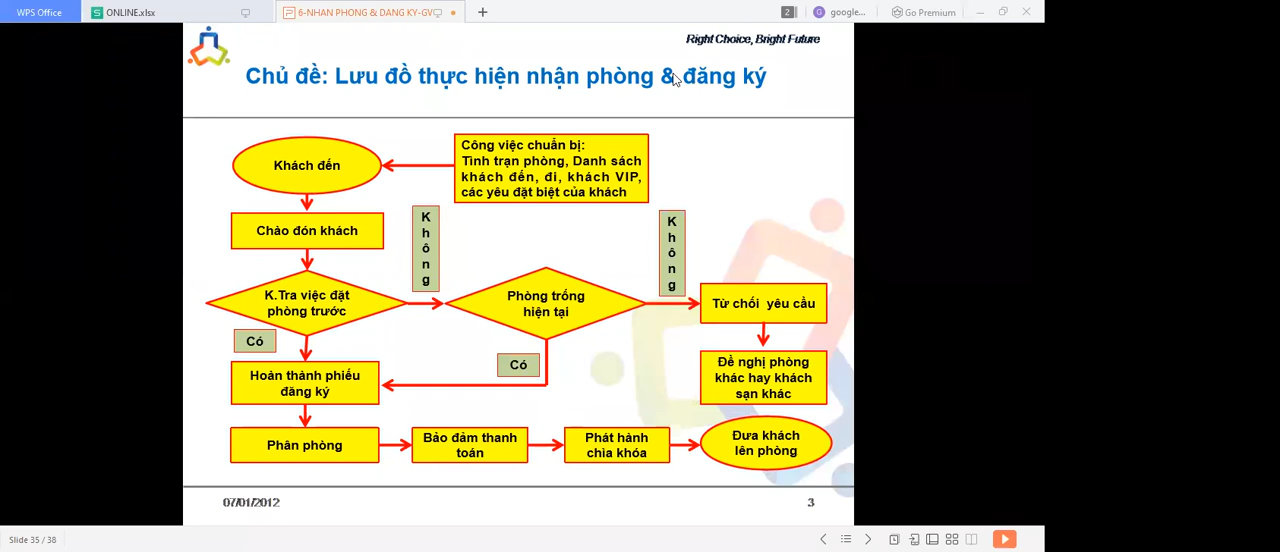 WPS Office
ONLINE.xlsx
6-NHAN PHONG & DANG KY-GV
2
G google...
Go Premium
Right Choice, Bright Future
Chủ đề: Lưu đồ thực hiện nhận phòng & đăng ký
Khách đến
Công việc chuẩn bị:
Tình trạn phòng, Danh sách
khách đến, đi, khách VIP,
các yêu đặt biệt của khách
Chào đón khách
Không
Không
K.Tra việc đặt
phòng trước
Phòng trống
hiện tại
Từ chối yêu cầu
Có
Có
Hoàn thành phiếu
đăng ký
Đề nghị phòng
khác hay khách
sạn khác
Phân phòng
Bảo đảm thanh
toán
Phát hành
chìa khóa
Đưa khách
lên phòng
07/01/2012
3
Slide 35 / 38